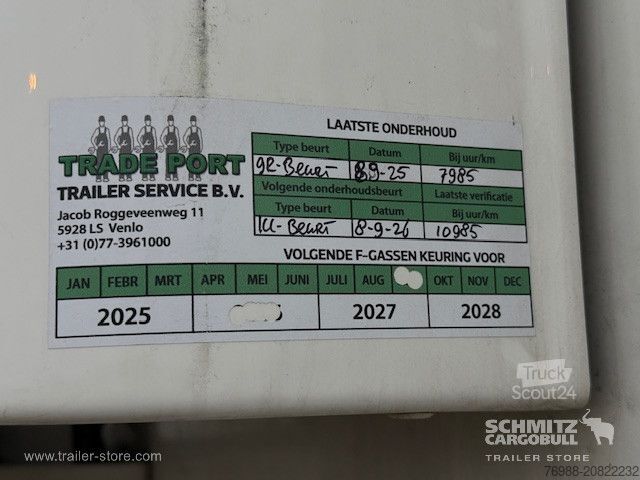 TRADE PORT
TRAILER SERVICE B.V.
Jacob Roggeveenweg 11
5928 LS Venlo
+31 (0)77-3961000
LAATSTE ONDERHOUD
Type beurt Datum Bij uur/km
GR-Beurt 8-9-25 7985
Volgende onderhoudsbeurt Laatste verificatie
Type beurt Datum Bij uur/km
Kl-Beurt 8-9-26 10985
VOLGENDE F-GASSEN KEURING VOOR
JAN FEBR MRT APR MEI JUNI JULI AUG OKT NOV DEC
2025 2027 2028
Truck
Scout24
SCHMITZ
CARGOBULL
TRAILER STORE
www.trailer-store.com
76988-20822232